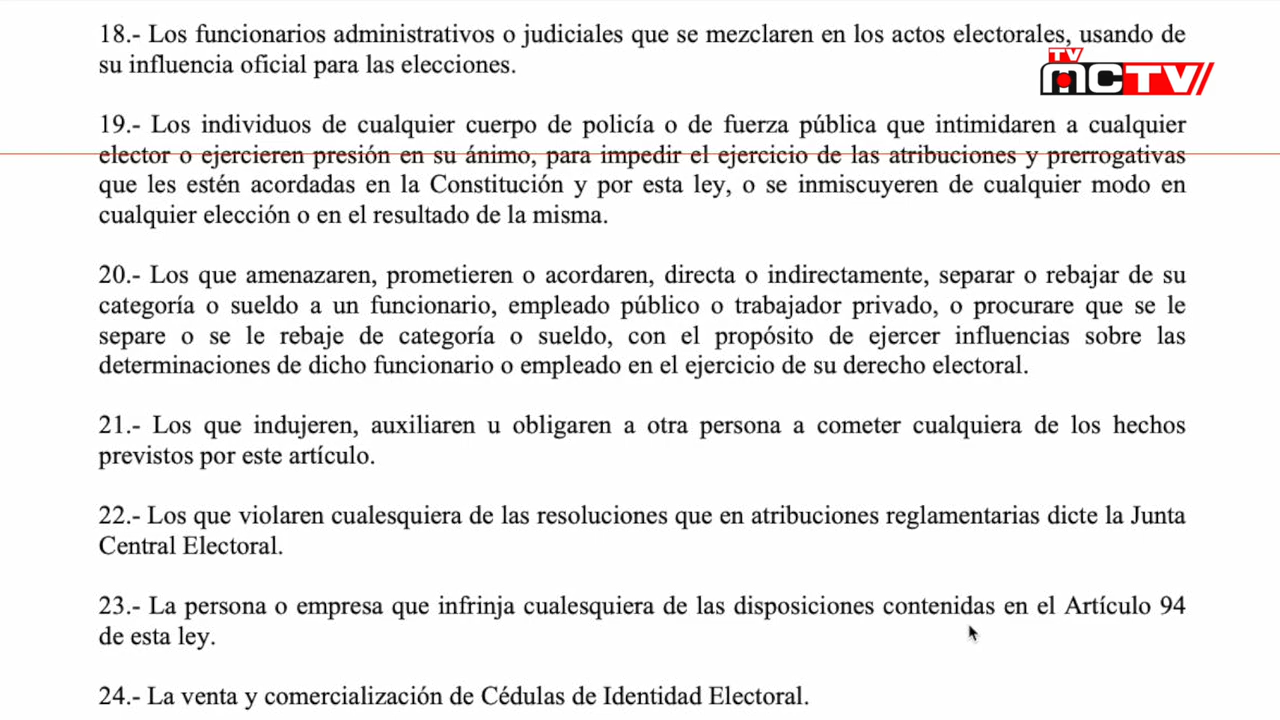 18.- Los funcionarios administrativos o judiciales que se mezclaren en los actos electorales, usando de
su influencia oficial para las elecciones.
TV
MCTV
19.- Los individuos de cualquier cuerpo de policía o de fuerza pública que intimidaren a cualquier
elector o ejercieren presión en su ánimo, para impedir el ejercicio de las atribuciones y prerrogativas
que les estén acordadas en la Constitución y por esta ley, o se inmiscuyeren de cualquier modo en
cualquier elección o en el resultado de la misma.
20.- Los que amenazaren, prometieren o acordaren, directa o indirectamente, separar o rebajar de su
categoría o sueldo a un funcionario, empleado público o trabajador privado, o procurare que se le
separe o se le rebaje de categoría o sueldo, con el propósito de ejercer influencias sobre las
determinaciones de dicho funcionario o empleado en el ejercicio de su derecho electoral.
21.- Los que indujeren, auxiliaren u obligaren a otra persona a cometer cualquiera de los hechos
previstos por este artículo.
22.- Los que violaren cualesquiera de las resoluciones que en atribuciones reglamentarias dicte la Junta
Central Electoral.
23.- La persona o empresa que infrinja cualesquiera de las disposiciones contenidas en el Artículo 94
de esta ley.
24.- La venta y comercialización de Cédulas de Identidad Electoral.